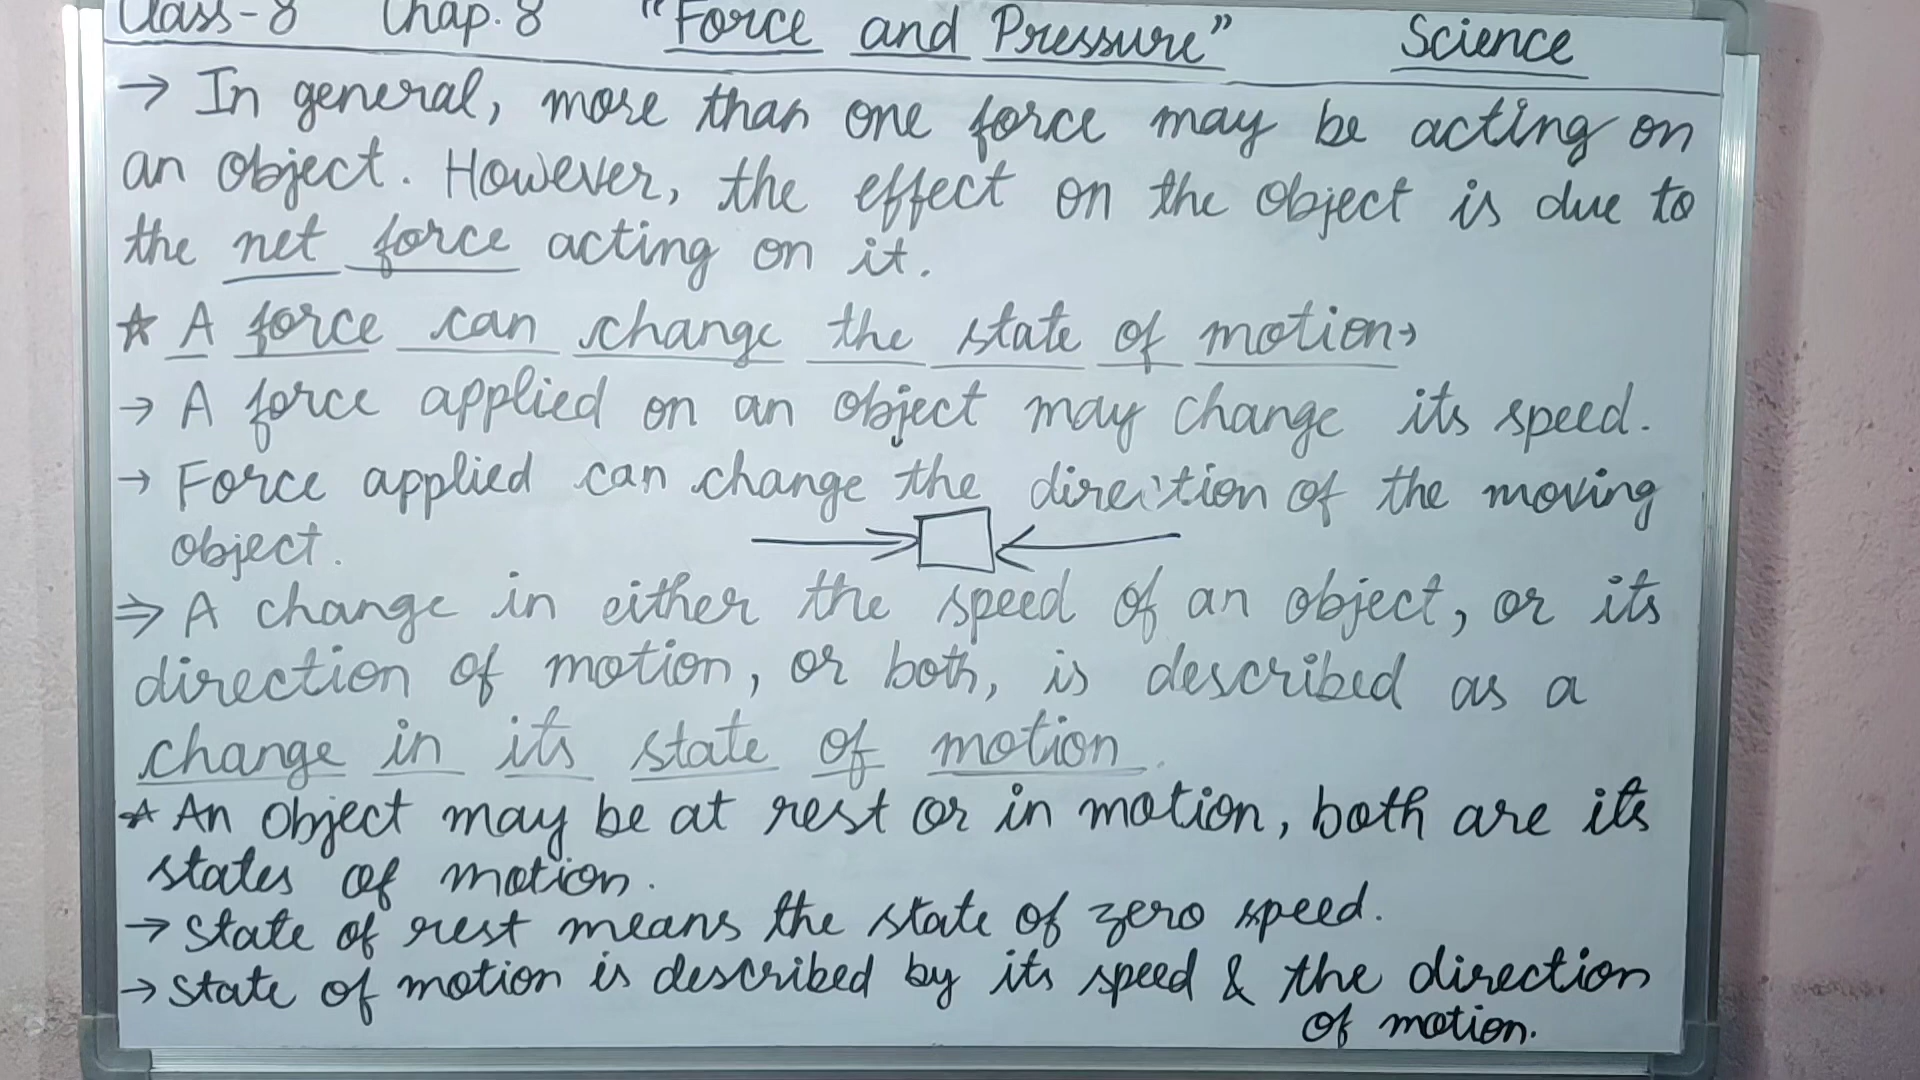 Class-8 Chap. 8 "Force and Pressure" Science
→ In general, more than one force may be acting on
an object. However, the effect on the object is due to
the net force acting on it.
☆ A force can change the state of motion→
→ A force applied on an object may change its speed.
→ Force applied can change the direction of the moving
object.
⇒ A change in either the speed of an object, or its
direction of motion, or both, is described as a
change in its state of motion.
☆ An object may be at rest or in motion, both are its
states of motion.
→ State of rest means the state of zero speed.
→ State of motion is described by its speed & the direction
of motion.